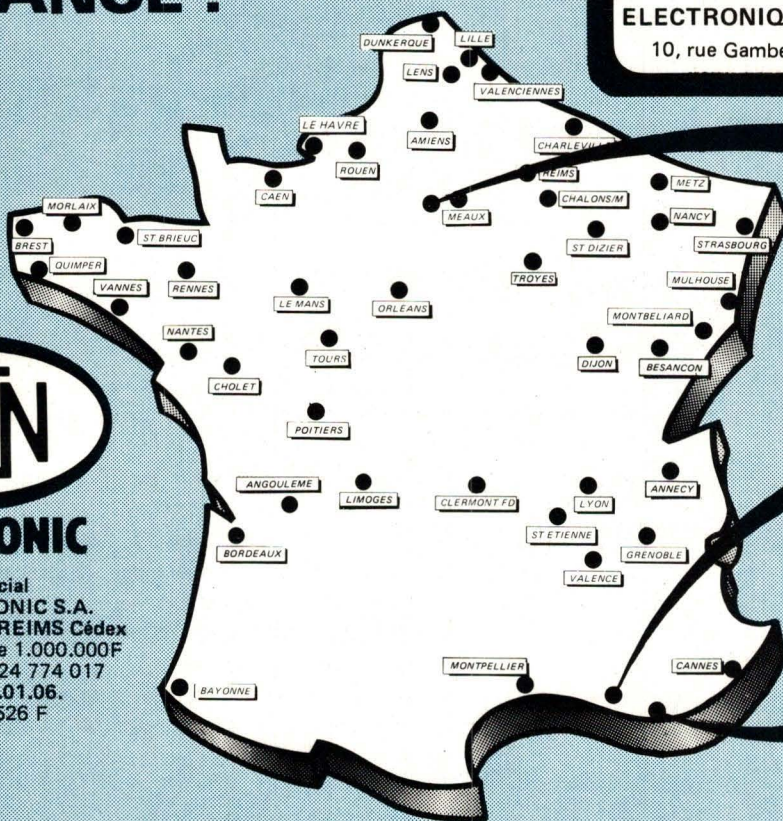 ELECTRONIQ
10, rue Gambe
DUNKERQUE
LILLE
LENS
VALENCIENNES
LE HAVRE
AMIENS
CHARLEVILLE
ROUEN
CAEN
REIMS
METZ
MEAUX
CHALONS/M
MORLAIX
NANCY
BREST
ST BRIEUC
ST DIZIER
STRASBOURG
QUIMPER
VANNES
RENNES
LE MANS
ORLEANS
TROYES
MULHOUSE
MONTBELIARD
NANTES
TOURS
DIJON
BESANCON
CHOLET
POITIERS
ANGOULEME
LIMOGES
CLERMONT FD
LYON
ANNECY
ST ETIENNE
BORDEAUX
GRENOBLE
VALENCE
MONTPELLIER
CANNES
BAYONNE
N
ONIC
cial
ONIC S.A.
REIMS Cédex
e 1.000.000F
24 774 017
.01.06.
526 F